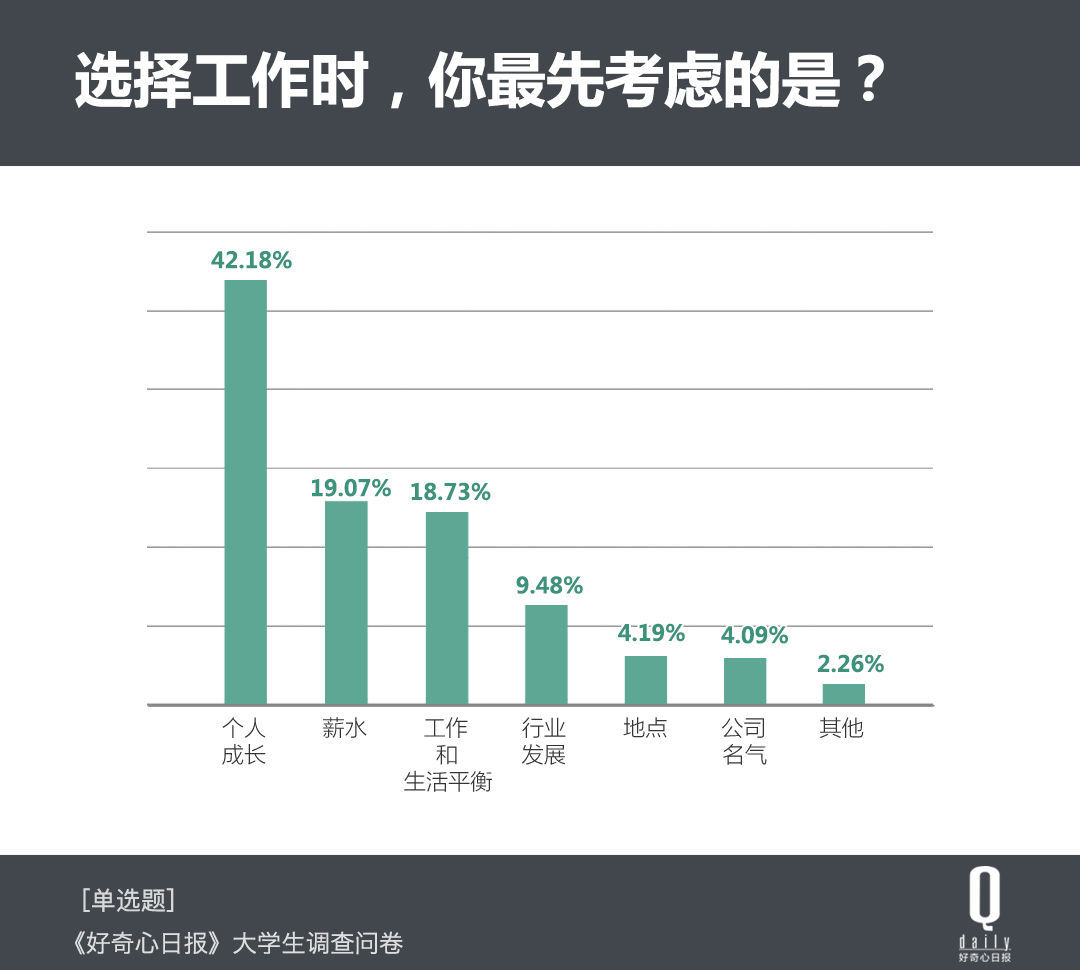 选择工作时，你最先考虑的是？
42.18%
19.07%
18.73%
9.48%
4.19%
4.09%
2.26%
个人
成长
薪水
工作
和
生活平衡
行业
发展
地点
公司
名气
其他
［单选题］
《好奇心日报》大学生调查问卷
Q
daily
好奇心日报